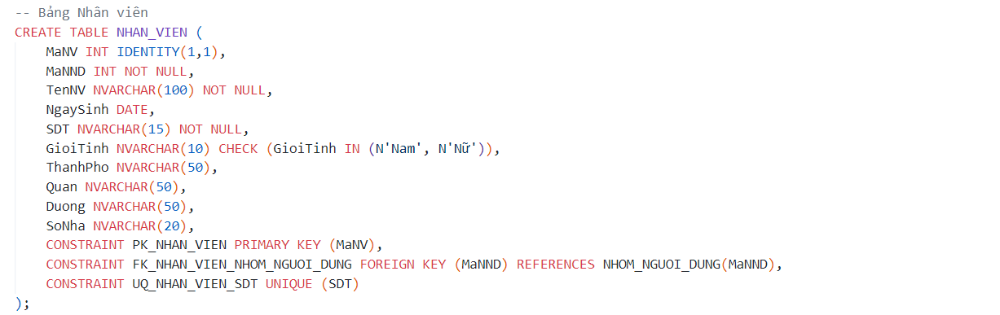 -- Bảng Nhân viên
CREATE TABLE NHAN_VIEN (
MaNV INT IDENTITY(1,1),
MaNND INT NOT NULL,
TenNV NVARCHAR(100) NOT NULL,
NgaySinh DATE,
SDT NVARCHAR(15) NOT NULL,
GioiTinh NVARCHAR(10) CHECK (GioiTinh IN (N'Nam', N'Nữ')),
ThanhPho NVARCHAR(50),
Quan NVARCHAR(50),
Duong NVARCHAR(50),
SoNha NVARCHAR(20),
CONSTRAINT PK_NHAN_VIEN PRIMARY KEY (MaNV),
CONSTRAINT FK_NHAN_VIEN_NHOM_NGUOI_DUNG FOREIGN KEY (MaNND) REFERENCES NHOM_NGUOI_DUNG(MaNND),
CONSTRAINT UQ_NHAN_VIEN_SDT UNIQUE (SDT)
);